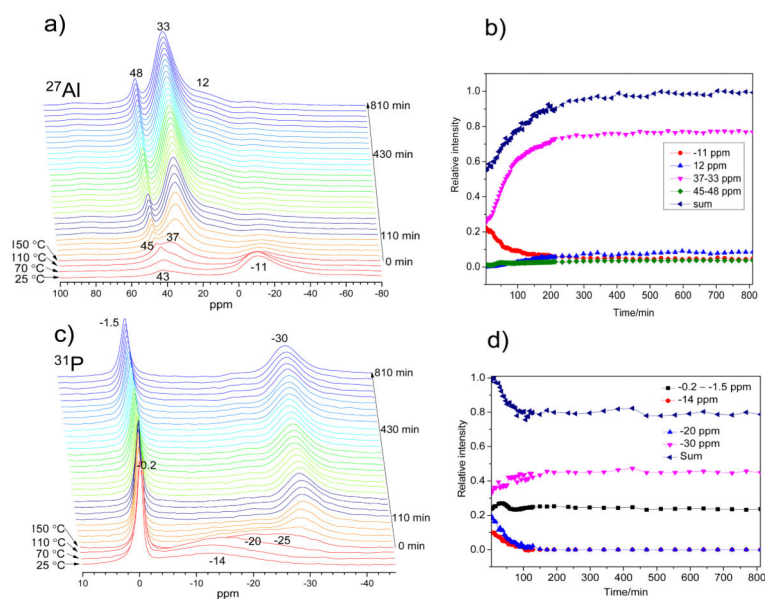 a)
27Al
48
33
12
810 min
430 min
110 min
0 min
150 °C
110 °C
70 °C
25 °C
45
37
43
-11
100 80 60 40 20 0 -20 -40 -60 -80
ppm
b)
Relative intensity
1.0
0.8
0.6
0.4
0.2
0.0
-11 ppm
12 ppm
37-33 ppm
45-48 ppm
sum
100 200 300 400 500 600 700 800
Time/min
c)
31P
-1.5
-30
810 min
430 min
110 min
0 min
-0.2
150 °C
110 °C
70 °C
25 °C
-14
-20
-25
10 0 -10 -20 -30 -40
ppm
d)
Relative intensity
1.0
0.8
0.6
0.4
0.2
0.0
-0.2 – -1.5 ppm
-14 ppm
-20 ppm
-30 ppm
Sum
100 200 300 400 500 600 700 800
Time/min